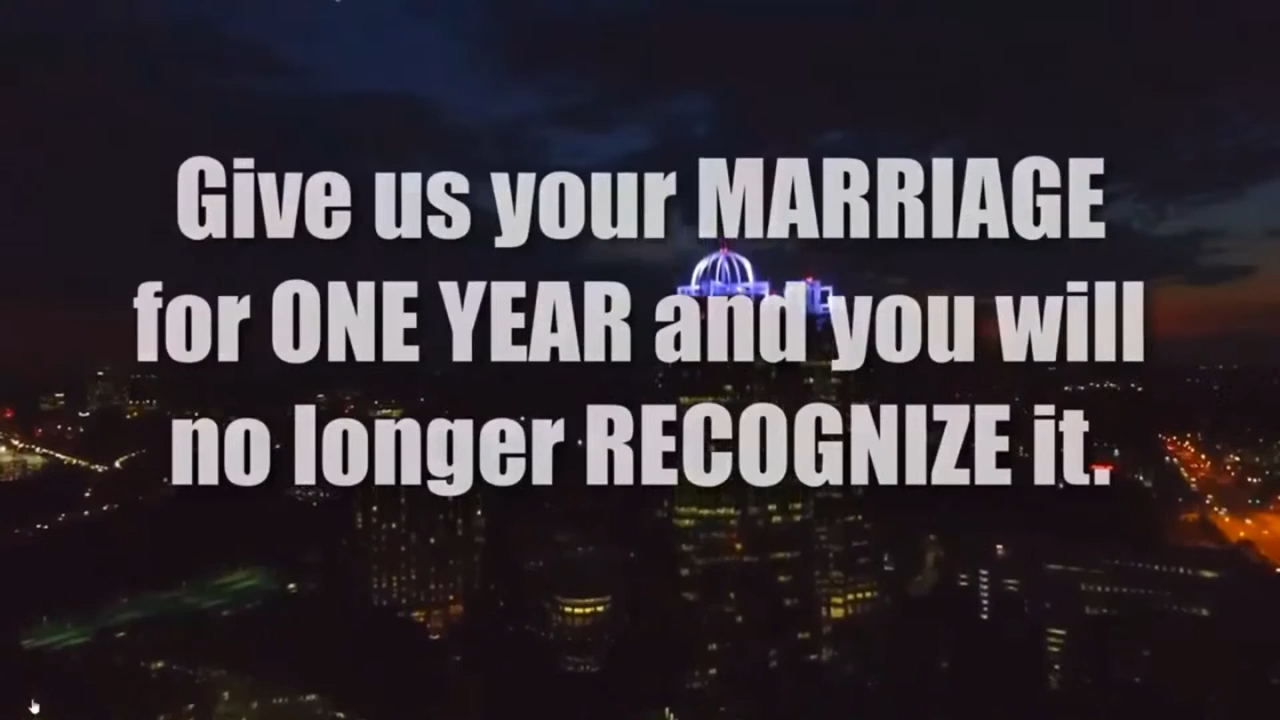 Give us your MARRIAGE
for ONE YEAR and you will
no longer RECOGNIZE it.